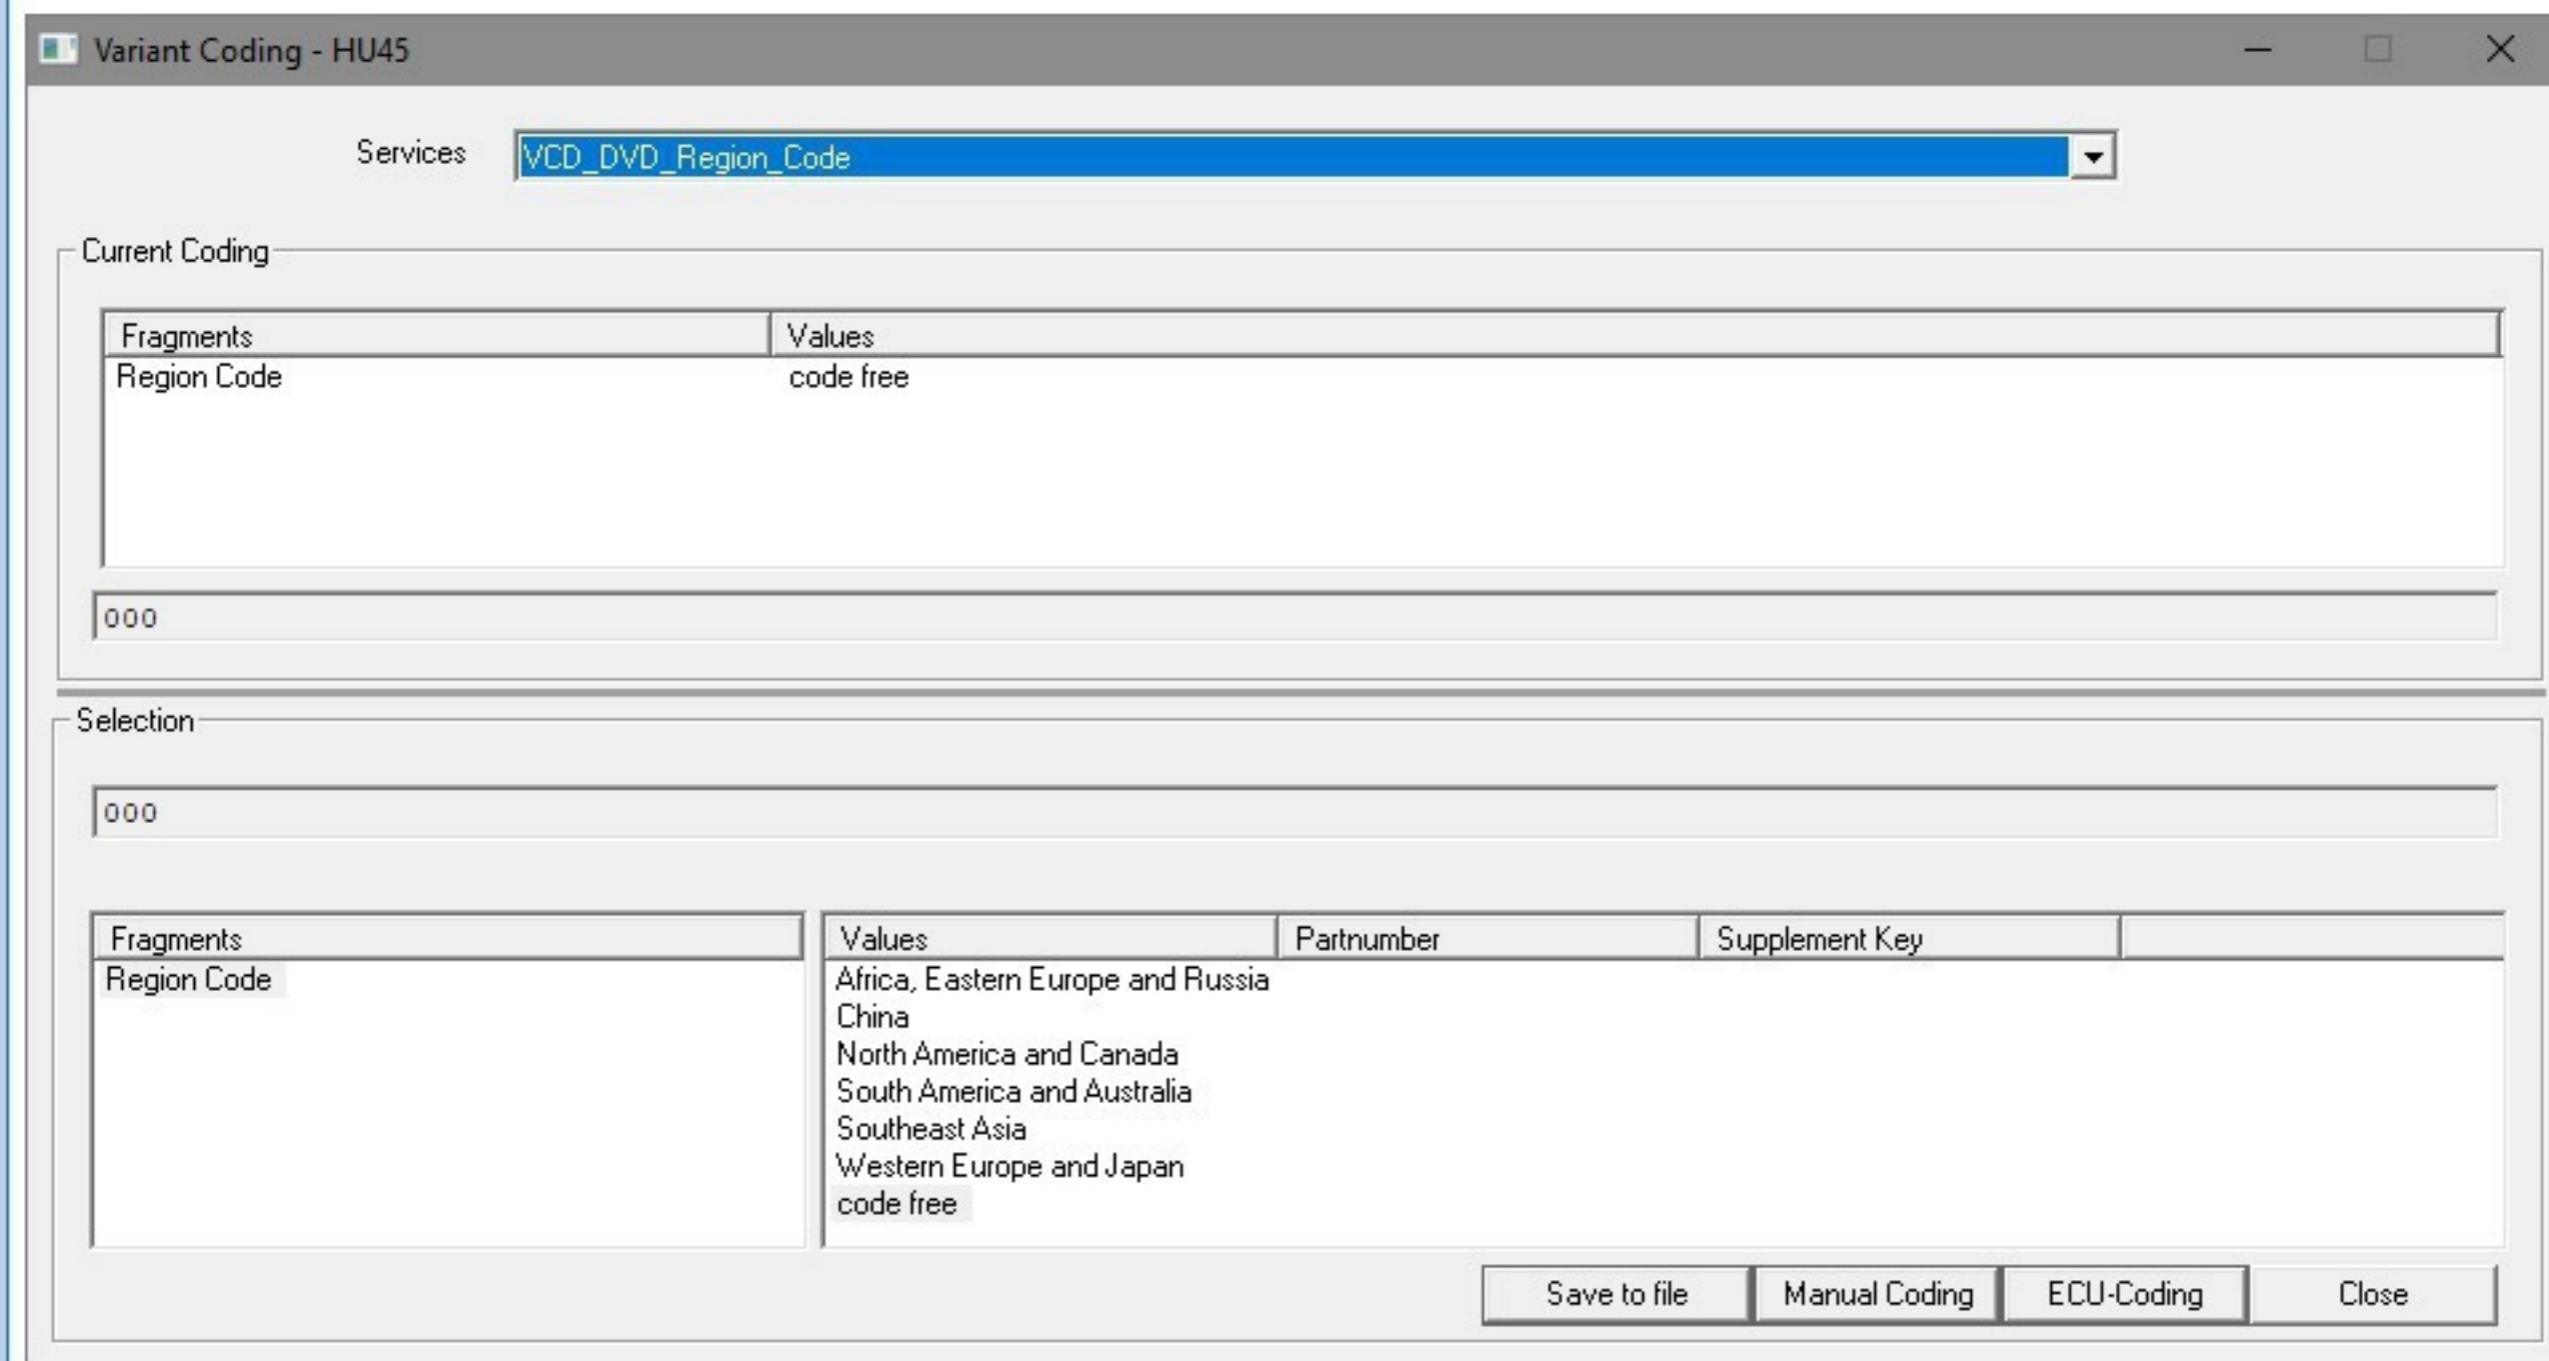 Variant Coding - HU45
Services VCD_DVD_Region_Code
Current Coding
Fragments Values
Region Code code free
000
Selection
000
Fragments Values Partnumber Supplement Key
Region Code Africa, Eastern Europe and Russia
China
North America and Canada
South America and Australia
Southeast Asia
Western Europe and Japan
code free
Save to file Manual Coding ECU-Coding Close